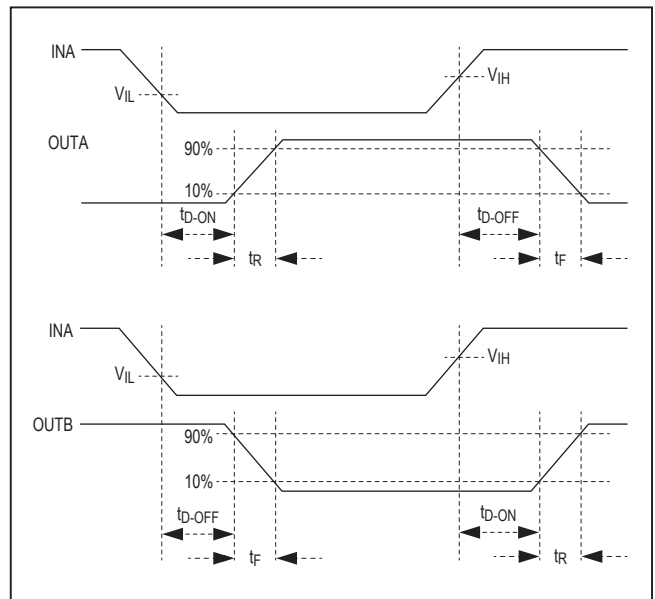 INA
VIH
VIL
OUTA
90%
10%
tD-ON
tD-OFF
tR
tF
INA
VIH
VIL
OUTB
90%
10%
tD-OFF
tD-ON
tF
tR